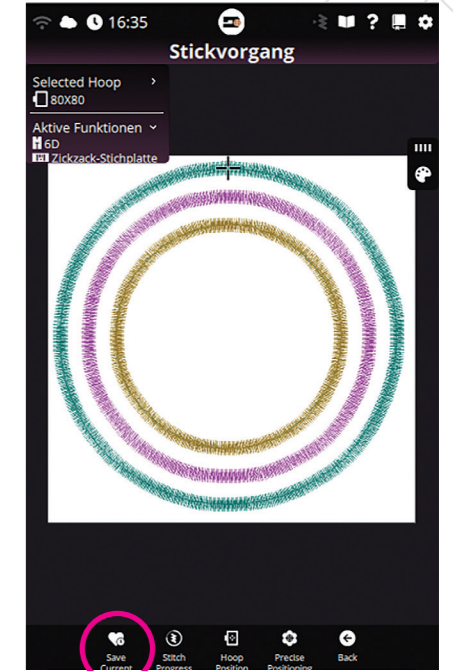 16:35
?
Stickvorgang
Selected Hoop >
80X80
Aktive Funktionen
6D
Zickzack-Stichplatte
Save Current
Stitch Progress
Hoop Position
Precise Positioning
Back